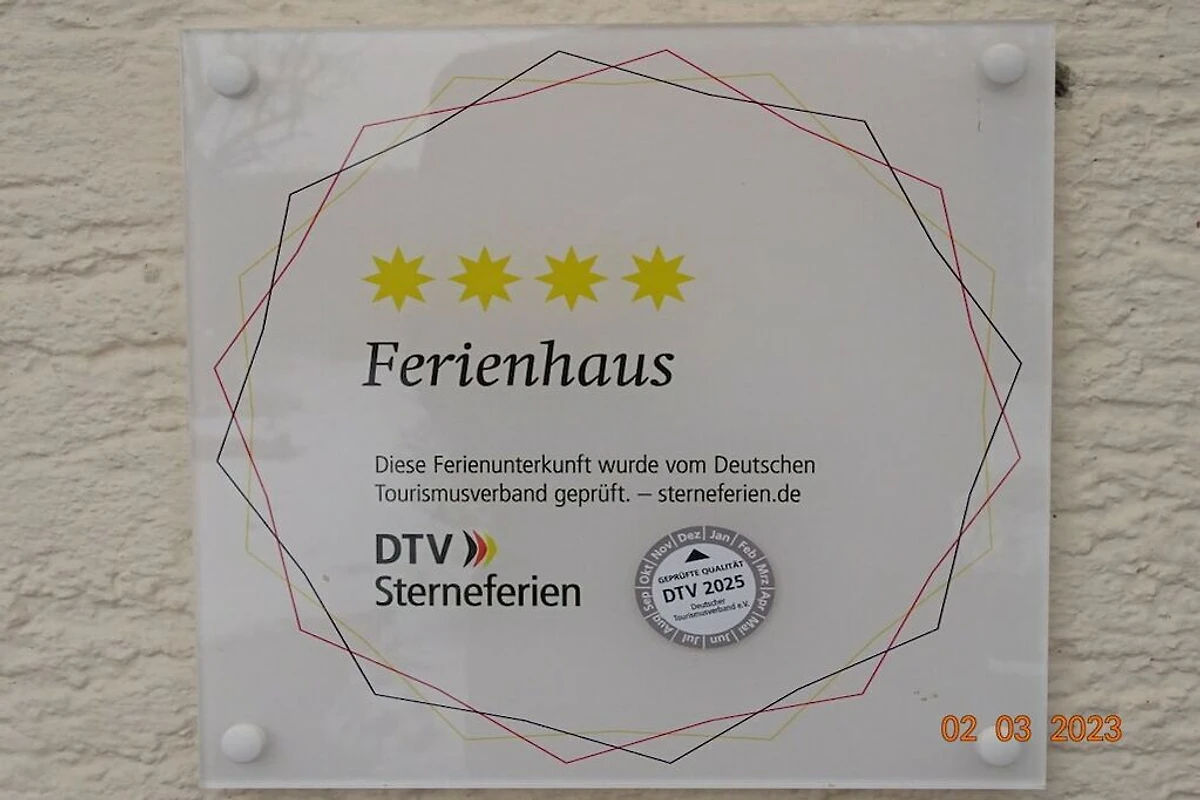 Ferienhaus
Diese Ferienunterkunft wurde vom Deutschen
Tourismusverband geprüft. – sterneferien.de
DTV
Sterneferien
Dez Jan Feb Mrz Apr Mai Jun Jul Aug Sep Okt Nov
GEPRÜFTE QUALITÄT
DTV 2025
Deutscher
Tourismusverband e.V.
02 03 2023